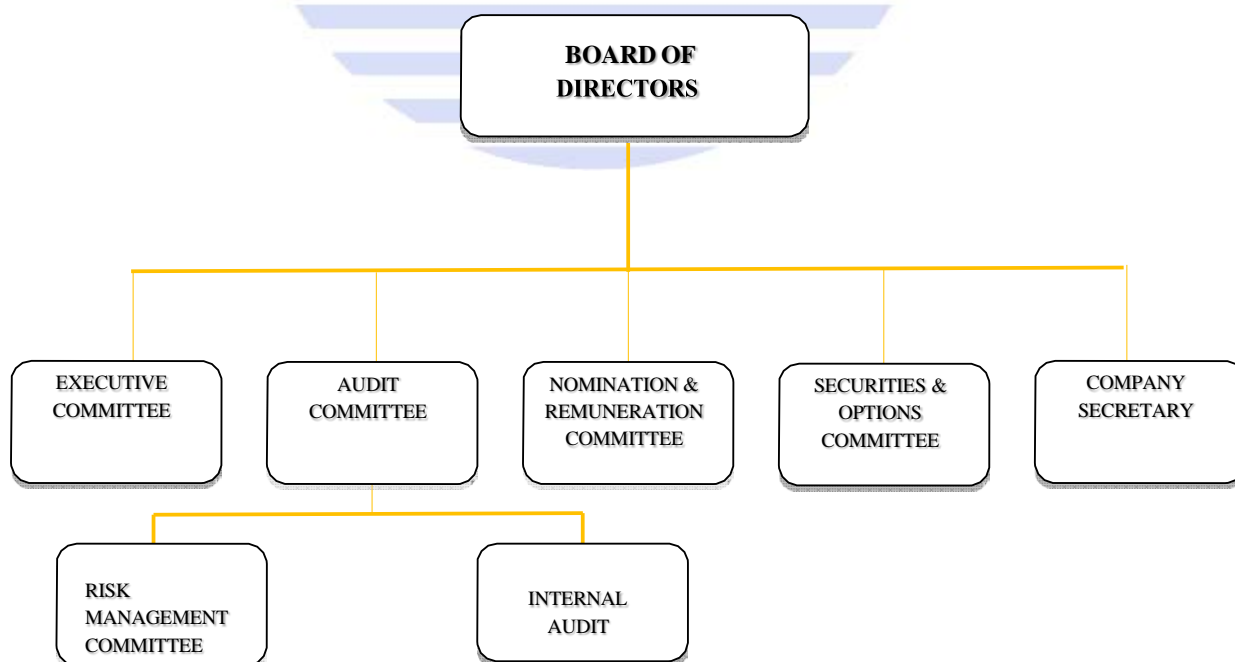 BOARD OF
DIRECTORS
EXECUTIVE
COMMITTEE
AUDIT
COMMITTEE
NOMINATION &
REMUNERATION
COMMITTEE
SECURITIES &
OPTIONS
COMMITTEE
COMPANY
SECRETARY
RISK
MANAGEMENT
COMMITTEE
INTERNAL
AUDIT